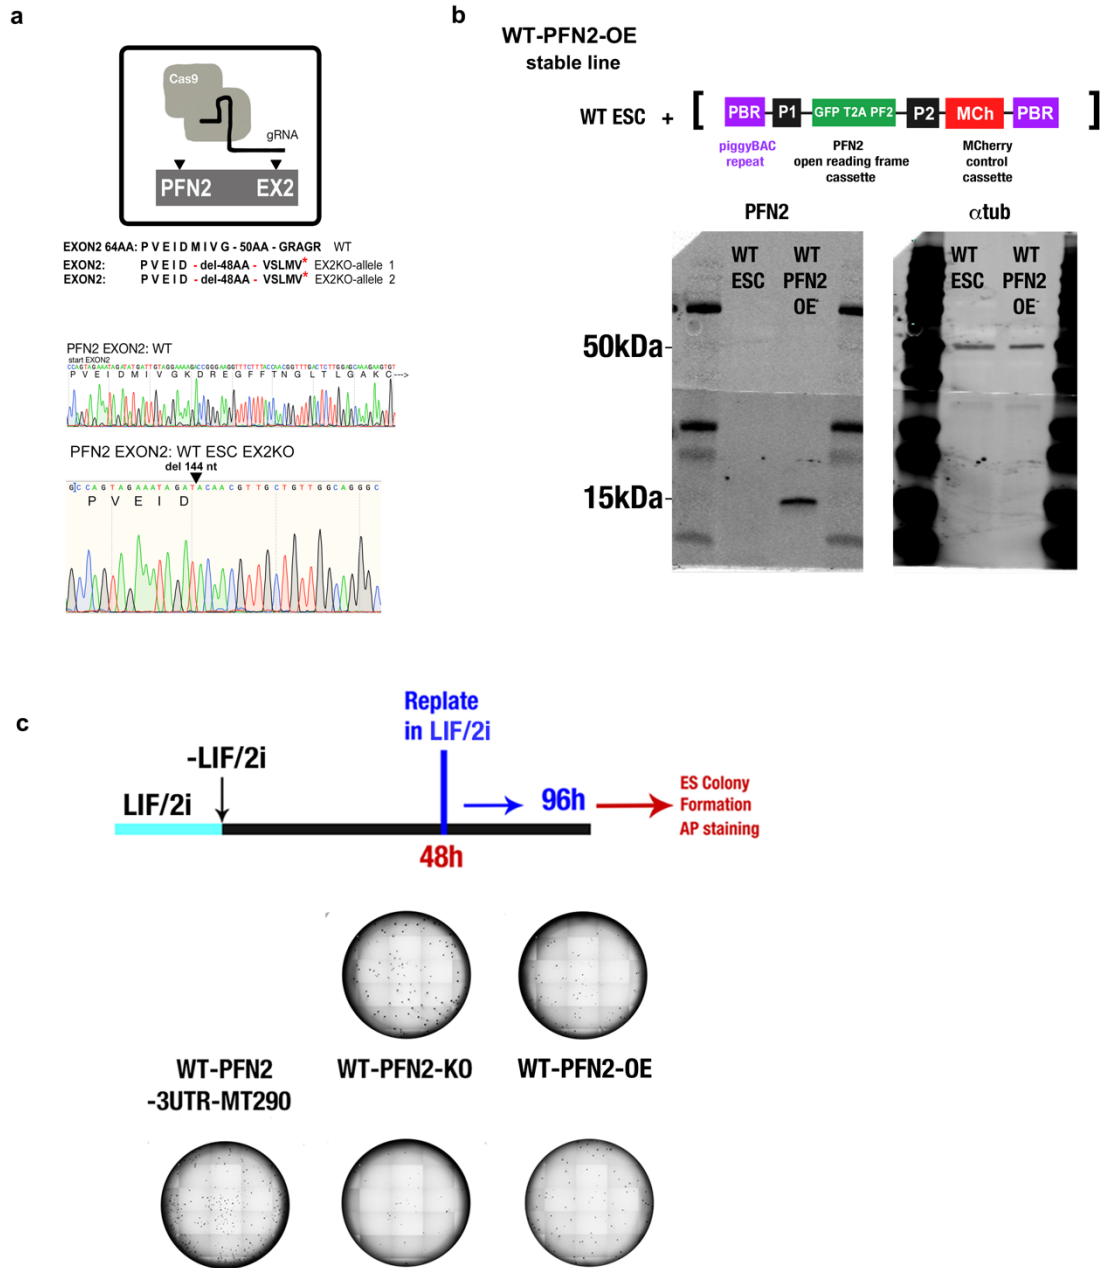 a
Cas9
gRNA
PFN2 EX2
EXON2 64AA: P V E I D M I V G - 50AA - GRAGR WT
EXON2: P V E I D - del-48AA - VSLMV* EX2KO-allele 1
EXON2: P V E I D - del-48AA - VSLMV* EX2KO-allele 2
PFN2 EXON2: WT
start EXON2
CCAGTAGAAATAGATATGATTGTAGGAAAAGACCGGGAAGGTTTCTTTACCAACGGTTTGACTCTTGGAGCAAAGAAGTGT
P V E I D M I V G K D R E G F F T N G L T L G A K C --->
PFN2 EXON2: WT ESC EX2KO
del 144 nt
G C C A G T A G A A A T A G A T A C A A C G T T G C T G T T G G C A G G G C
P V E I D
b
WT-PFN2-OE
stable line
WT ESC + [ PBR P1 GFP T2A PF2 P2 MCh PBR ]
piggyBAC
repeat
PFN2
open reading frame
cassette
MCherry
control
cassette
PFN2
WT
ESC
WT
PFN2
OE
αtub
WT
ESC
WT
PFN2
OE
50kDa
15kDa
c
Replate
in LIF/2i
-LIF/2i
LIF/2i
96h
48h
ES Colony
Formation
AP staining
WT-PFN2
-3UTR-MT290
WT-PFN2-KO
WT-PFN2-OE